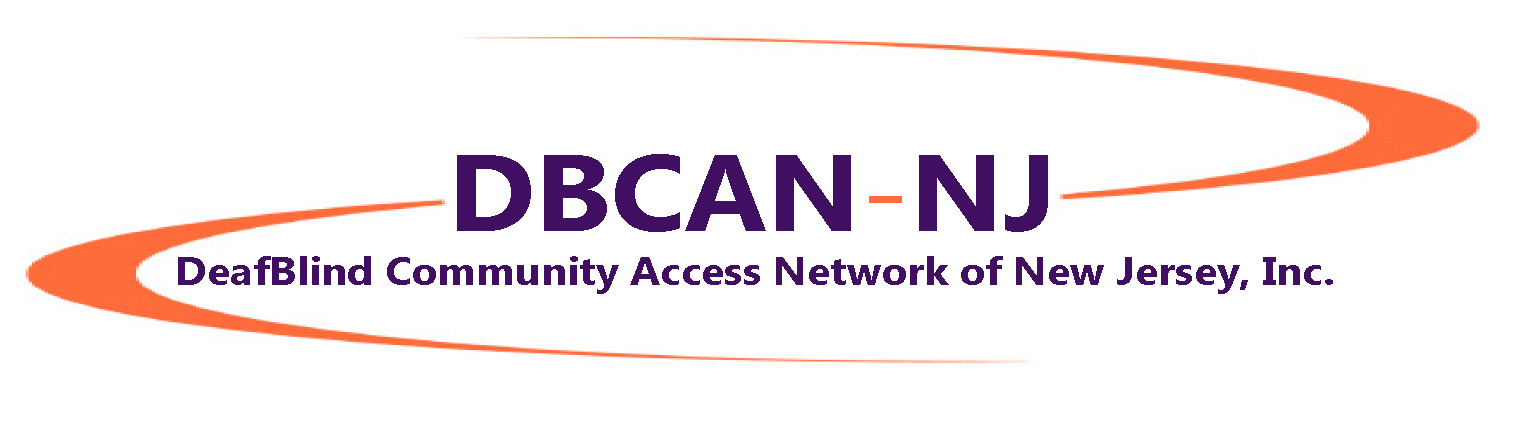 DBCAN-NJ
DeafBlind Community Access Network of New Jersey, Inc.